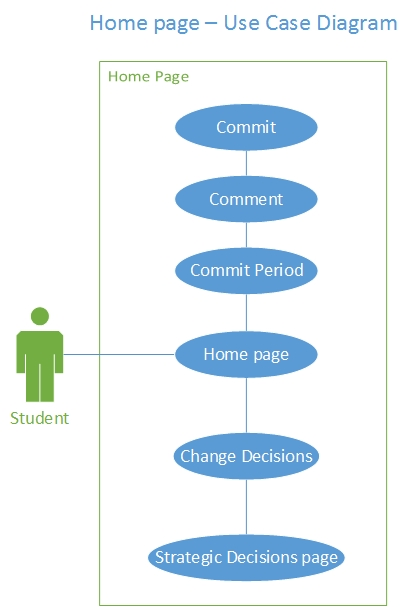 Home page – Use Case Diagram
Home Page
Commit
Comment
Commit Period
Home page
Student
Change Decisions
Strategic Decisions page